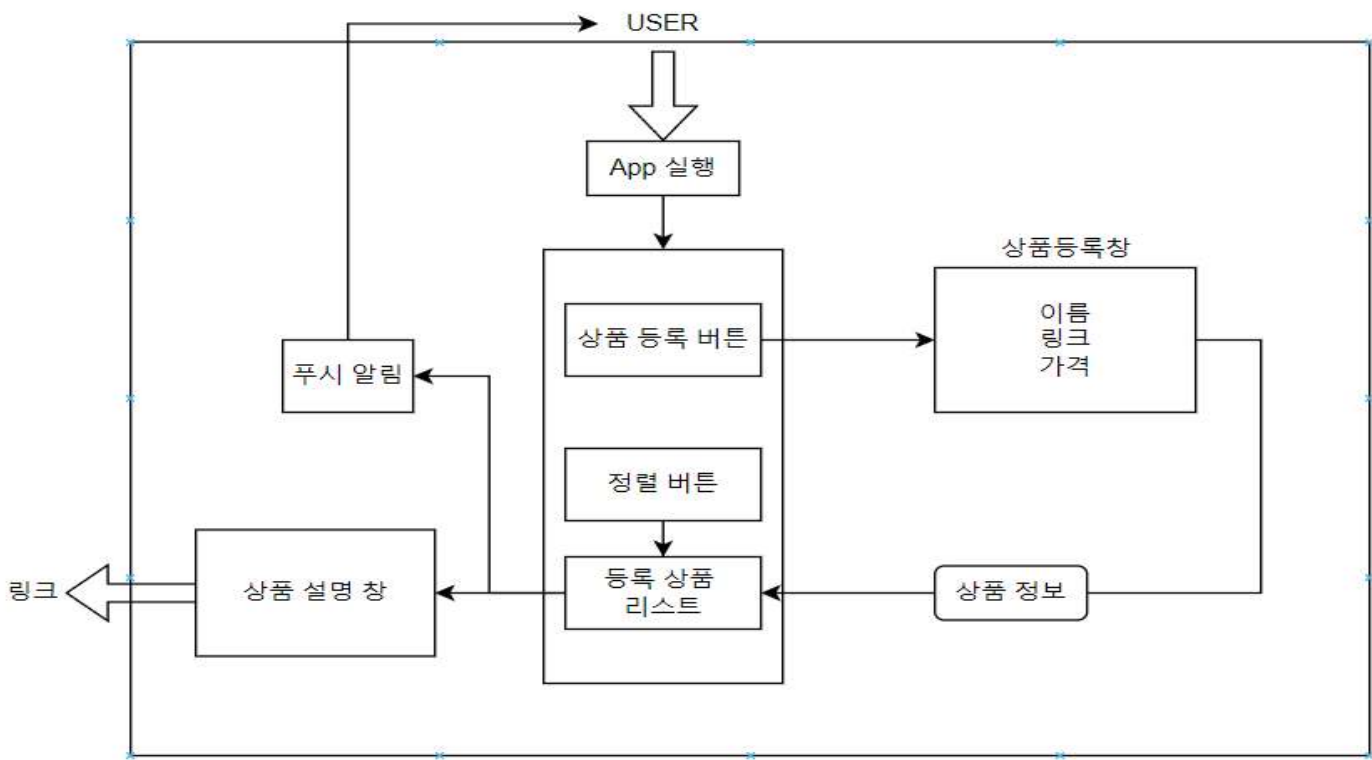 USER
App 실행
상품등록창
이름
링크
가격
상품 등록 버튼
푸시 알림
정렬 버튼
등록 상품
리스트
상품 정보
상품 설명 창
링크